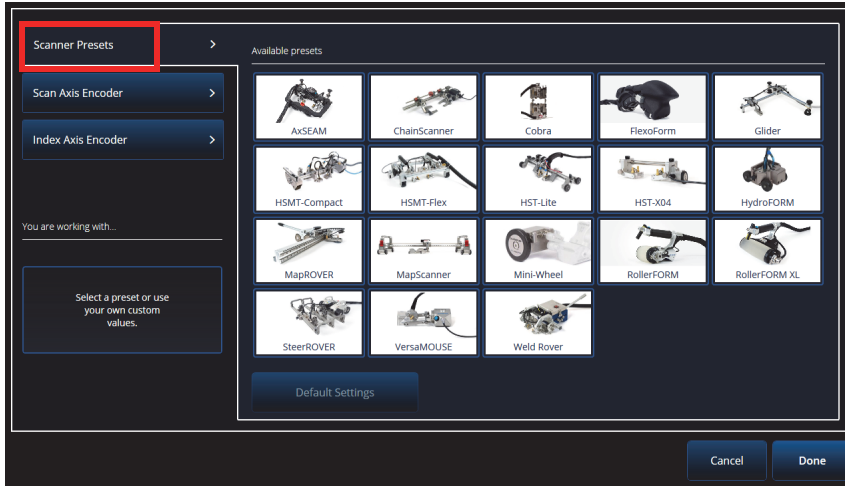 Scanner Presets
Scan Axis Encoder
Index Axis Encoder
You are working with...
Select a preset or use
your own custom
values.
Available presets
AxSEAM
ChainScanner
Cobra
FlexoForm
Glider
HSMT-Compact
HSMT-Flex
HST-Lite
HST-X04
HydroFORM
MapROVER
MapScanner
Mini-Wheel
RollerFORM
RollerFORM XL
SteerROVER
VersaMOUSE
Weld Rover
Default Settings
Cancel
Done